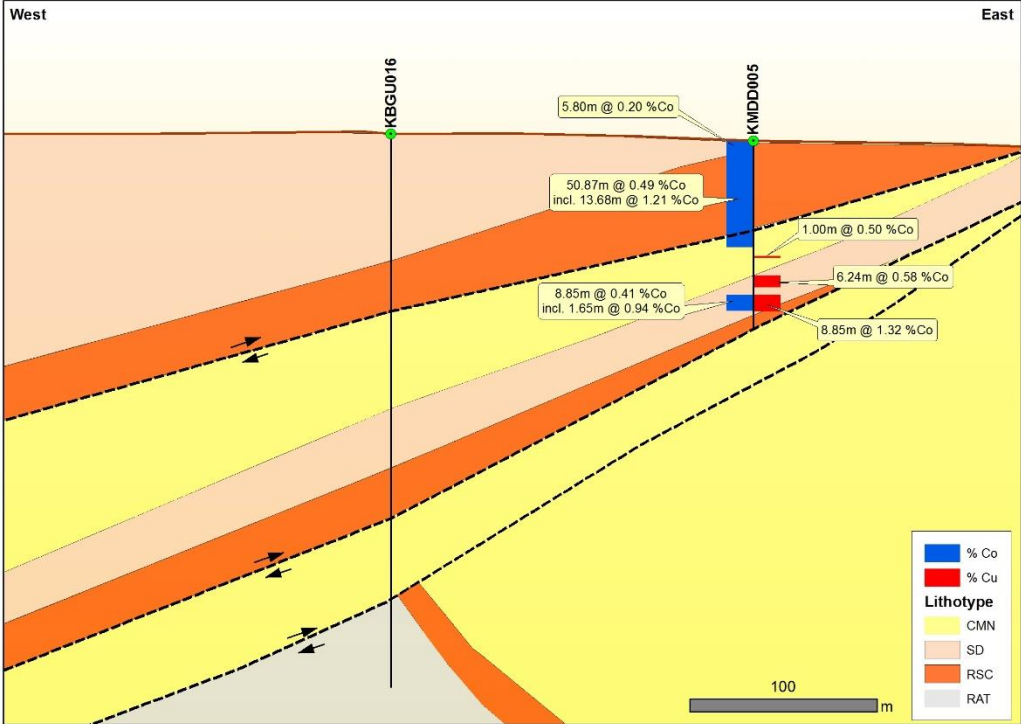 West
East
KBGU016
KMDD005
5.80m @ 0.20 %Co
50.87m @ 0.49 %Co
incl. 13.68m @ 1.21 %Co
1.00m @ 0.50 %Co
6.24m @ 0.58 %Co
8.85m @ 0.41 %Co
incl. 1.65m @ 0.94 %Co
8.85m @ 1.32 %Co
% Co
% Cu
Lithotype
CMN
SD
RSC
RAT
100
m